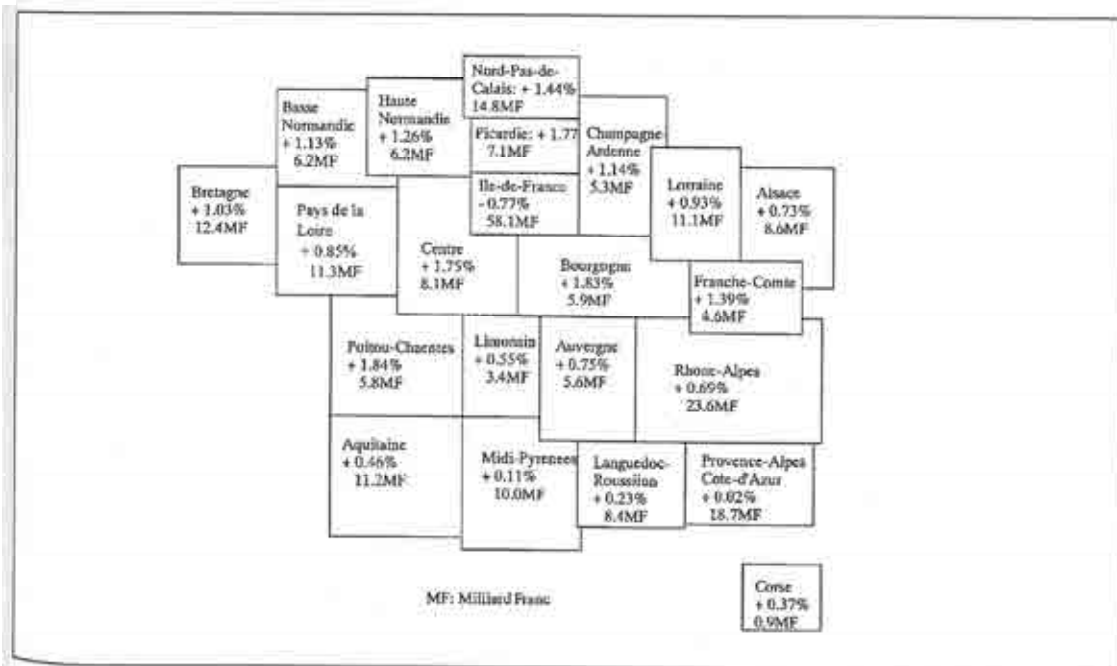 Nord-Pas-de-
Calais: + 1.44%
14.8MF
Basse
Normandie
+ 1.13%
6.2MF
Haute
Normandie
+ 1.26%
6.2MF
Picardie: + 1.77
7.1MF
Champagne
Ardenne
+ 1.14%
5.3MF
Ile-de-France
- 0.77%
58.1MF
Lorraine
+ 0.93%
11.1MF
Alsace
+ 0.73%
8.6MF
Bretagne
+ 1.03%
12.4MF
Pays de la
Loire
+ 0.85%
11.3MF
Centre
+ 1.75%
8.1MF
Bourgogne
+ 1.83%
5.9MF
Franche-Comte
+ 1.39%
4.6MF
Poitou-Chaentes
+ 1.84%
5.8MF
Limousin
+ 0.55%
3.4MF
Auvergne
+ 0.75%
5.6MF
Rhone-Alpes
+ 0.69%
23.6MF
Aquitaine
+ 0.46%
11.2MF
Midi-Pyrenees
+ 0.11%
10.0MF
Languedoc-
Roussilon
+ 0.23%
8.4MF
Provence-Alpes
Cote-d'Azur
+ 0.02%
18.7MF
Corse
+ 0.37%
0.9MF
MF: Milliard Franc